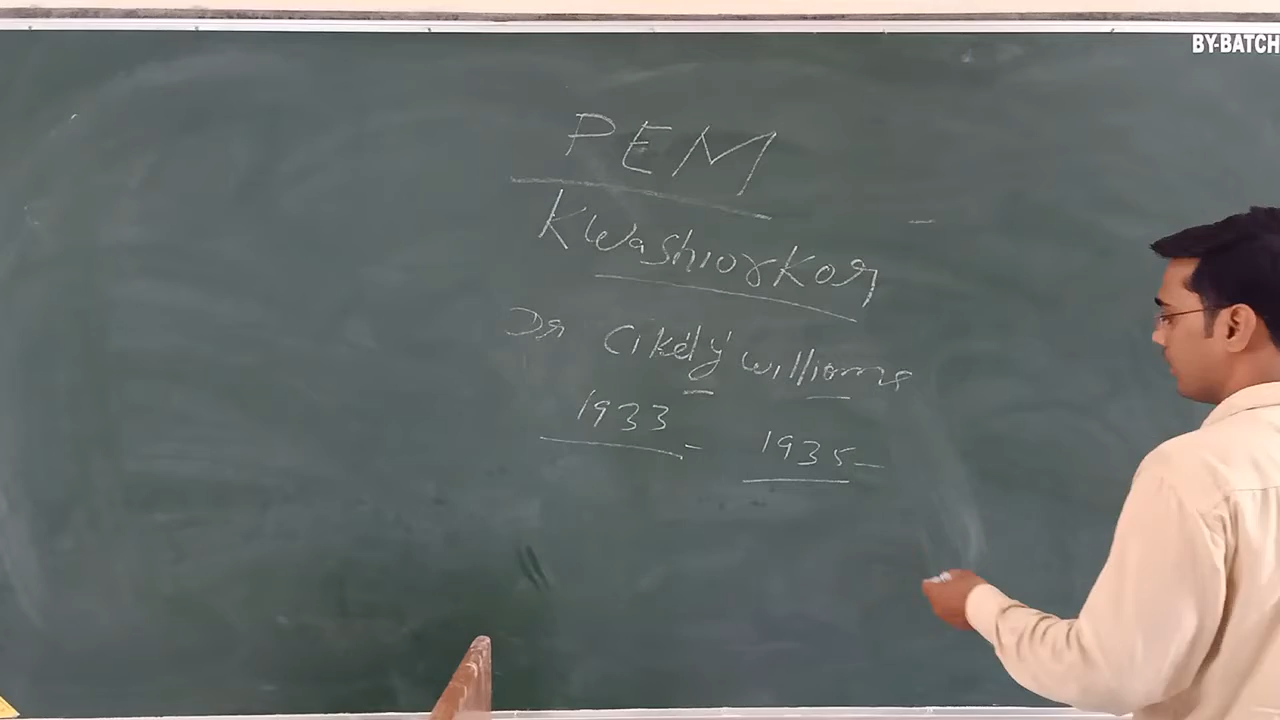 BY-BATCH
PEM
Kwashiorkor
Dr Cikely williams
1933 - 1935-